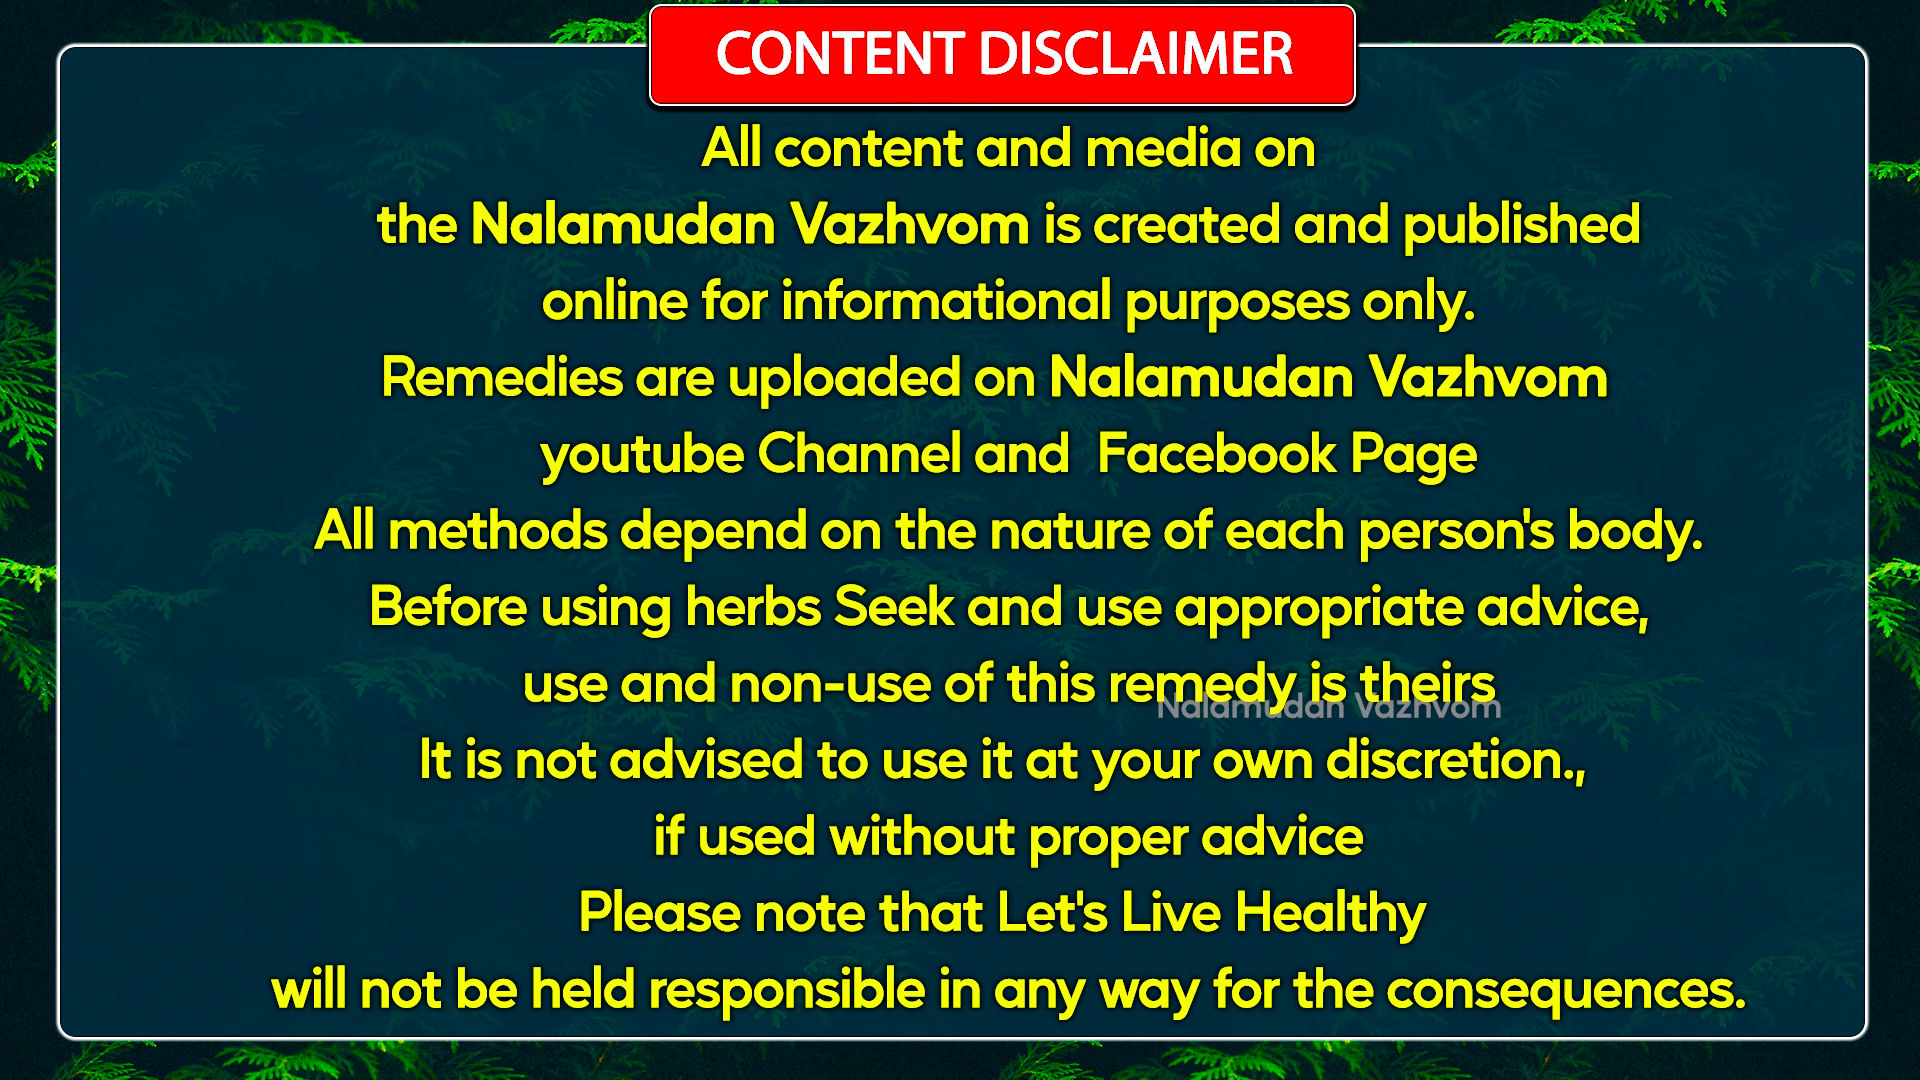 CONTENT DISCLAIMER
All content and media on
the Nalamudan Vazhvom is created and published
online for informational purposes only.
Remedies are uploaded on Nalamudan Vazhvom
youtube Channel and Facebook Page
All methods depend on the nature of each person's body.
Before using herbs Seek and use appropriate advice,
use and non-use of this remedy is theirs
Nalamudan Vazhvom
It is not advised to use it at your own discretion.,
if used without proper advice
Please note that Let's Live Healthy
will not be held responsible in any way for the consequences.